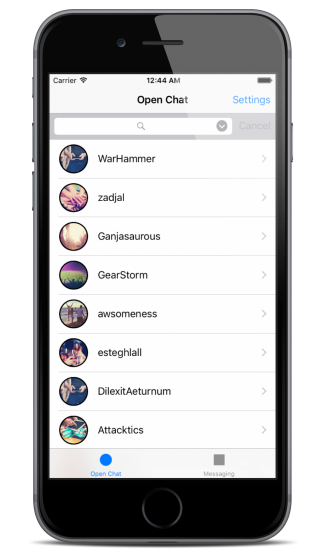 Carrier 12:44 AM
Open Chat Settings
Cancel
WarHammer
zadjal
Ganjasaurous
GearStorm
awsomeness
esteghlall
DilexitAeturnum
Attacktics
Open Chat Messaging